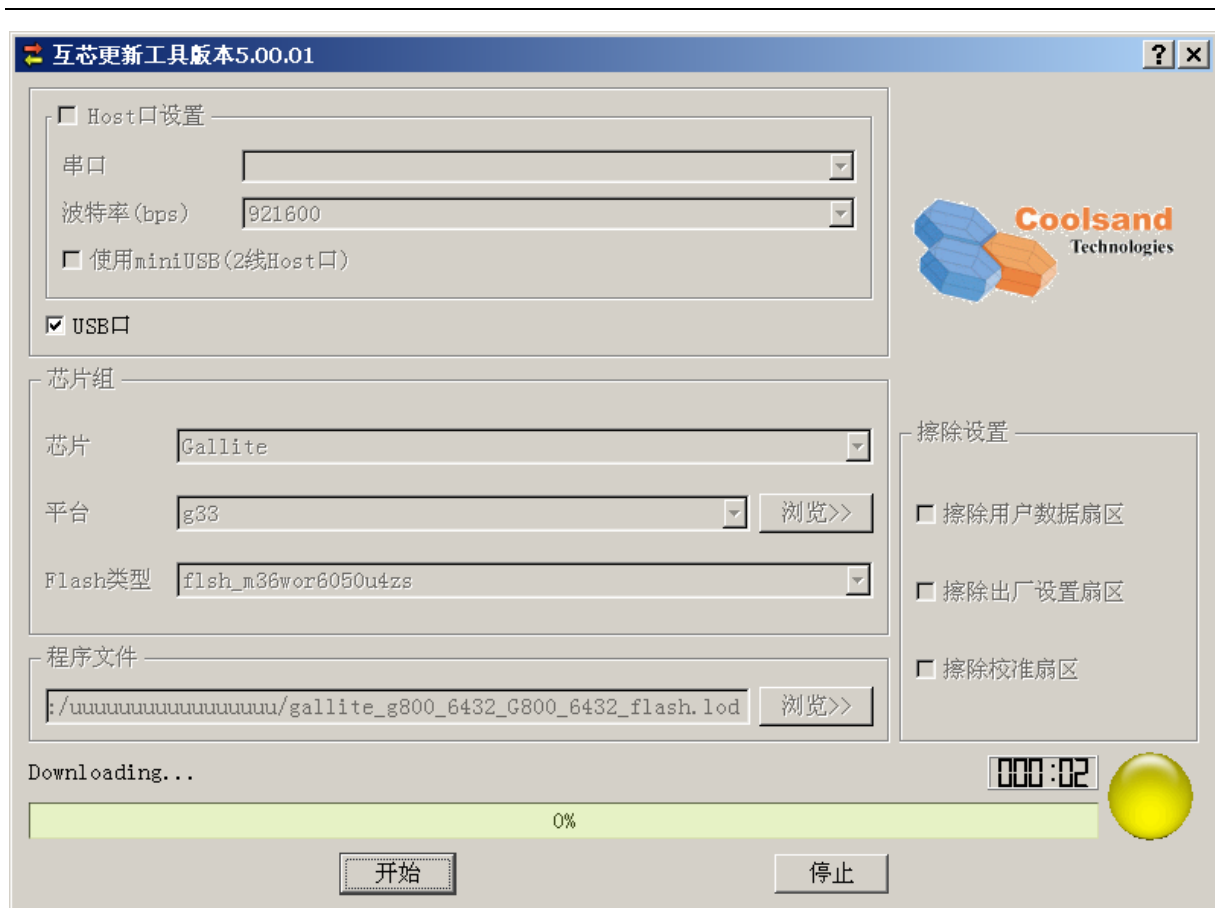 互芯更新工具版本5.00.01
Host口设置
串口
波特率(bps) 921600
使用miniUSB(2线Host口)
USB口
Coolsand
Technologies
芯片组
芯片 Gallite
平台 g33 浏览>>
Flash类型 flsh_m36wor6050u4zs
擦除设置
擦除用户数据扇区
擦除出厂设置扇区
擦除校准扇区
程序文件
:/uuuuuuuuuuuuuuuuu/gallite_g800_6432_G800_6432_flash.lod 浏览>>
Downloading... 000:02
0%
开始 停止